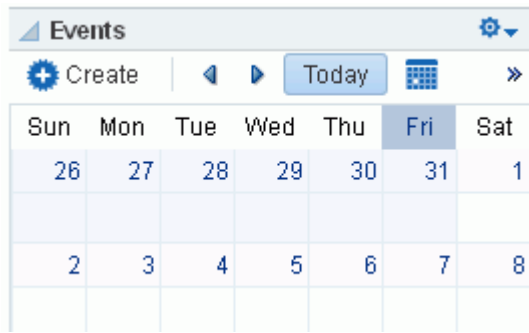 Events
Create Today »
Sun Mon Tue Wed Thu Fri Sat
26 27 28 29 30 31 1
2 3 4 5 6 7 8